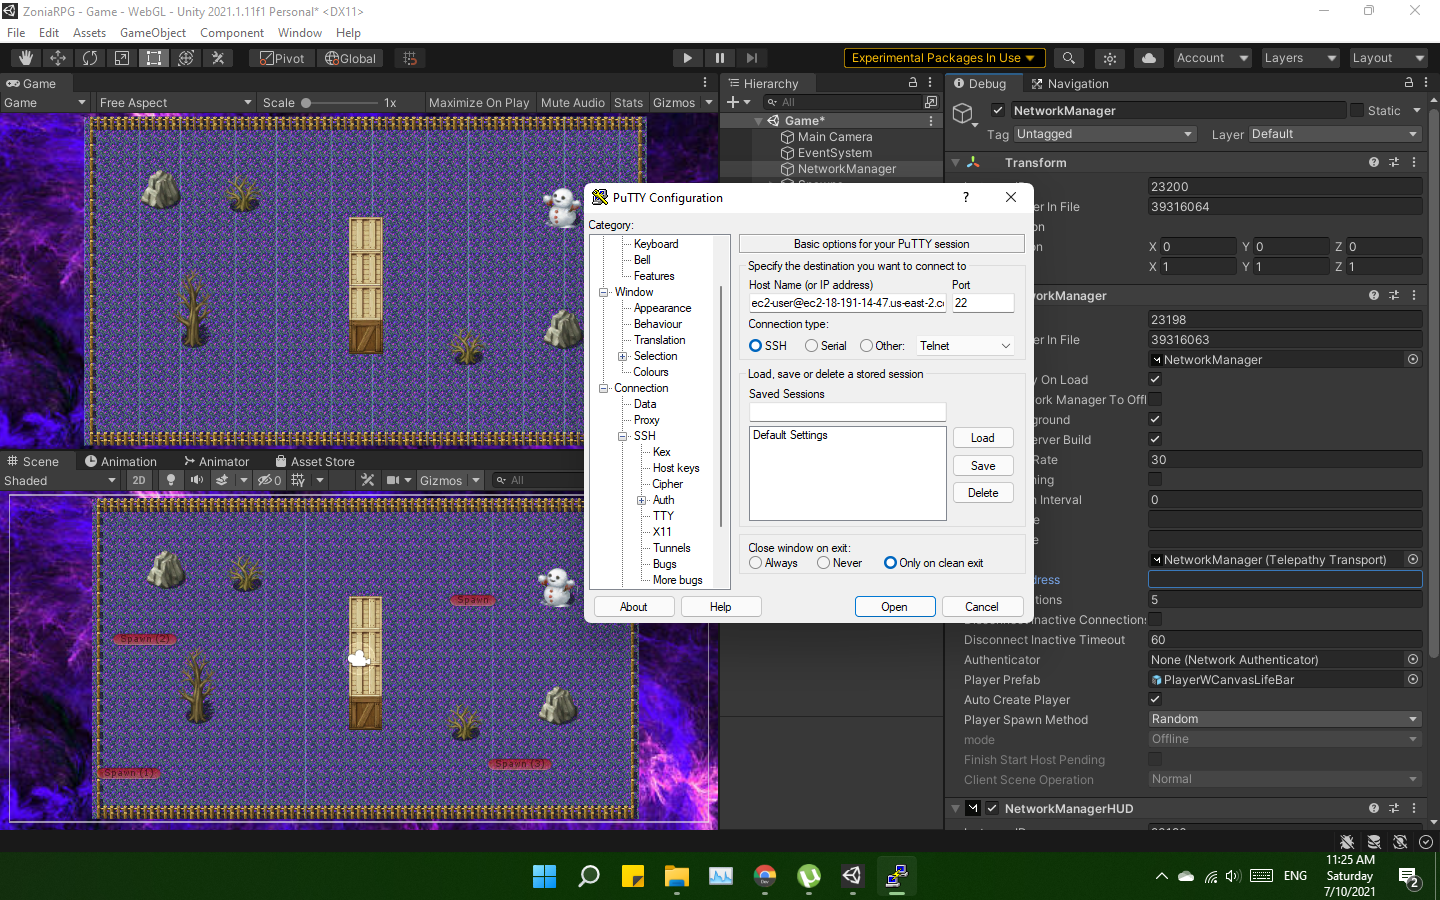 ZoniaRPG - Game - WebGL - Unity 2021.1.11f1 Personal* <DX11>
File Edit Assets GameObject Component Window Help
Pivot Global
Experimental Packages In Use
Account Layers Layout
Game
Game Free Aspect Scale 1x Maximize On Play Mute Audio Stats Gizmos
Hierarchy
All
Game*
Main Camera
EventSystem
NetworkManager
Debug Navigation
NetworkManager Static
Tag Untagged Layer Default
Transform
23200
er In File 39316064
on
on X 0 Y 0 Z 0
X 1 Y 1 Z 1
workManager
23198
er In File 39316063
NetworkManager
y On Load
ork Manager To Offl
ground
erver Build
Rate 30
ing
n Interval 0
e
e
NetworkManager (Telepathy Transport)
dress
tions 5
Disconnect Inactive Connections
Disconnect Inactive Timeout 60
Authenticator None (Network Authenticator)
Player Prefab PlayerWCanvasLifeBar
Auto Create Player
Player Spawn Method Random
mode Offline
Finish Start Host Pending
Client Scene Operation Normal
NetworkManagerHUD
PuTTY Configuration ?
Category:
Keyboard
Bell
Features
Window
Appearance
Behaviour
Translation
Selection
Colours
Connection
Data
Proxy
SSH
Kex
Host keys
Cipher
Auth
TTY
X11
Tunnels
Bugs
More bugs
Basic options for your PuTTY session
Specify the destination you want to connect to
Host Name (or IP address) Port
ec2-user@ec2-18-191-14-47.us-east-2.c 22
Connection type:
SSH Serial Other: Telnet
Load, save or delete a stored session
Saved Sessions
Default Settings
Load
Save
Delete
Close window on exit:
Always Never Only on clean exit
About Help Open Cancel
Scene Animation Animator Asset Store
Shaded 2D 0 Gizmos All
Spawn
Spawn (2)
Spawn (3)
Spawn (1)
ENG
11:25 AM
Saturday
7/10/2021
2